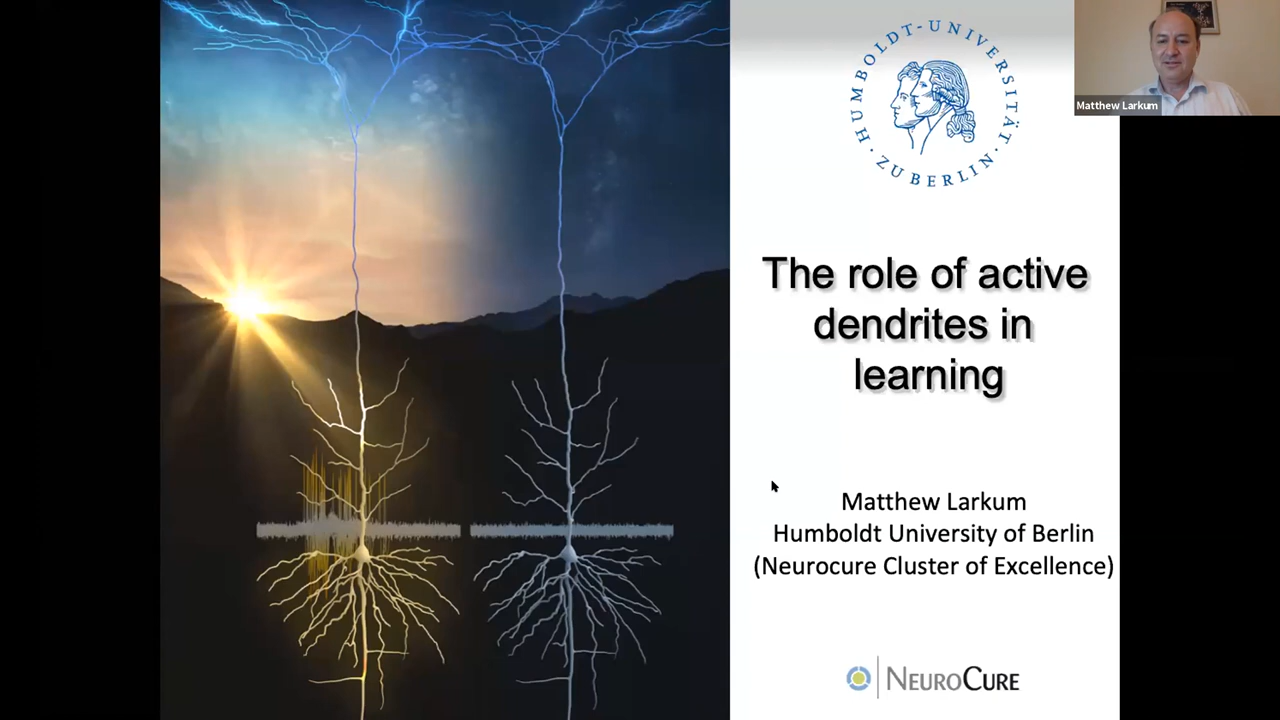 HUMBOLDT-UNIVERSITÄT · ZU BERLIN ·
Matthew Larkum
The role of active
dendrites in
learning
Matthew Larkum
Humboldt University of Berlin
(Neurocure Cluster of Excellence)
NEUROCURE